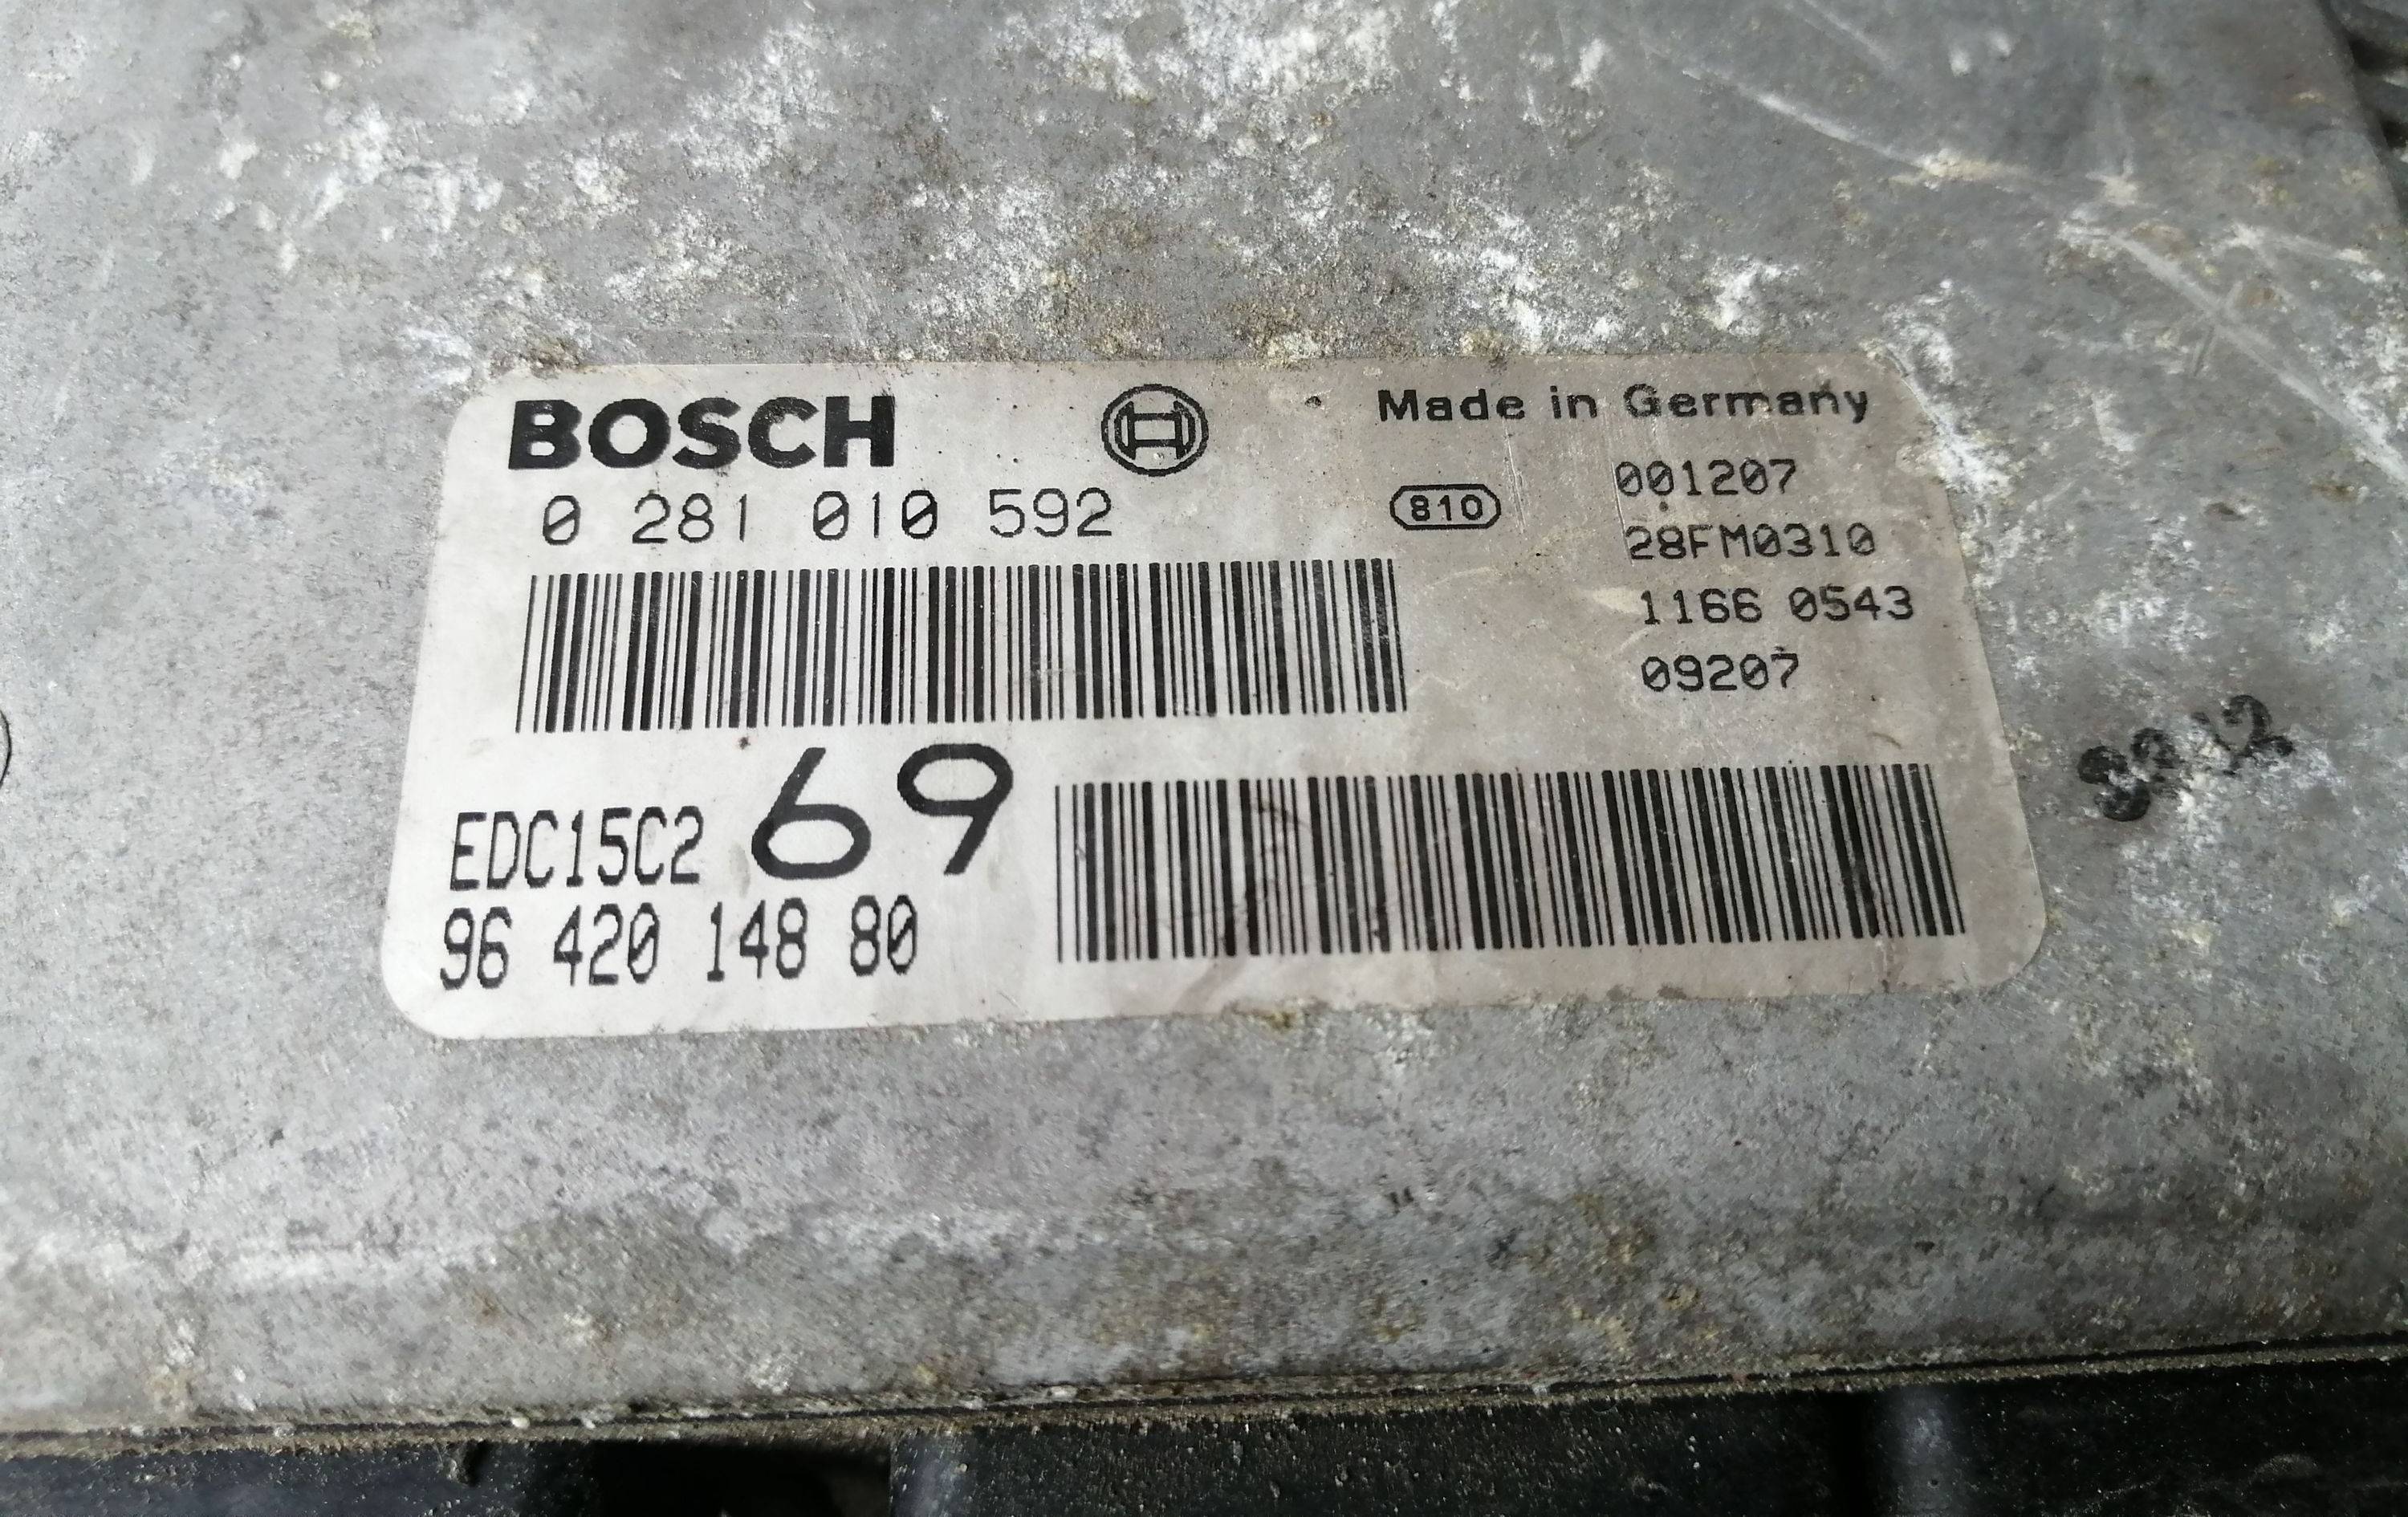 BOSCH
Made in Germany
0 281 010 592
810
001207
28FM0310
1166 0543
09207
EDC15C2 69
96 420 148 80